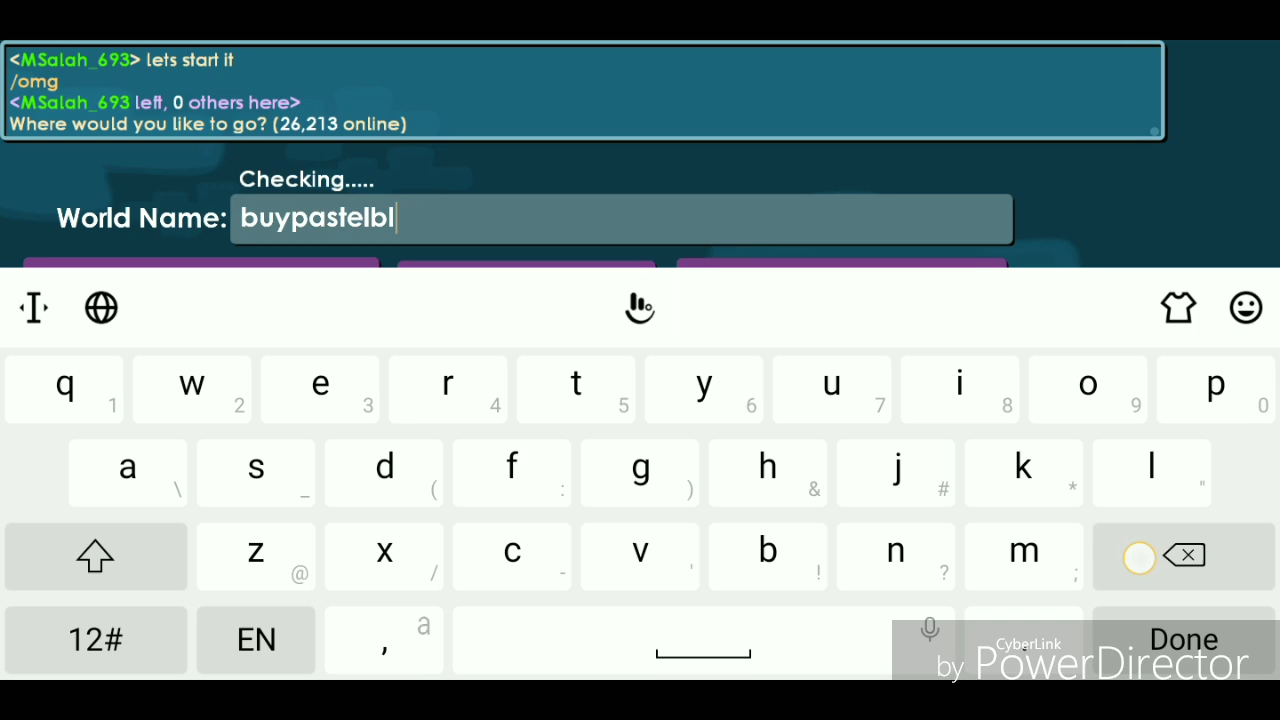 <MSalah_693> lets start it
/omg
<MSalah_693 left, 0 others here>
Where would you like to go? (26,213 online)
Checking.....
World Name: buypastelbl
q 1 w 2 e 3 r 4 t 5 y 6 u 7 i 8 o 9 p 0
a \ s _ d ( f : g ) h & j # k * l "
z @ x / c - v ' b ! n ? m ;
12# EN , a . Done
CyberLink
by PowerDirector